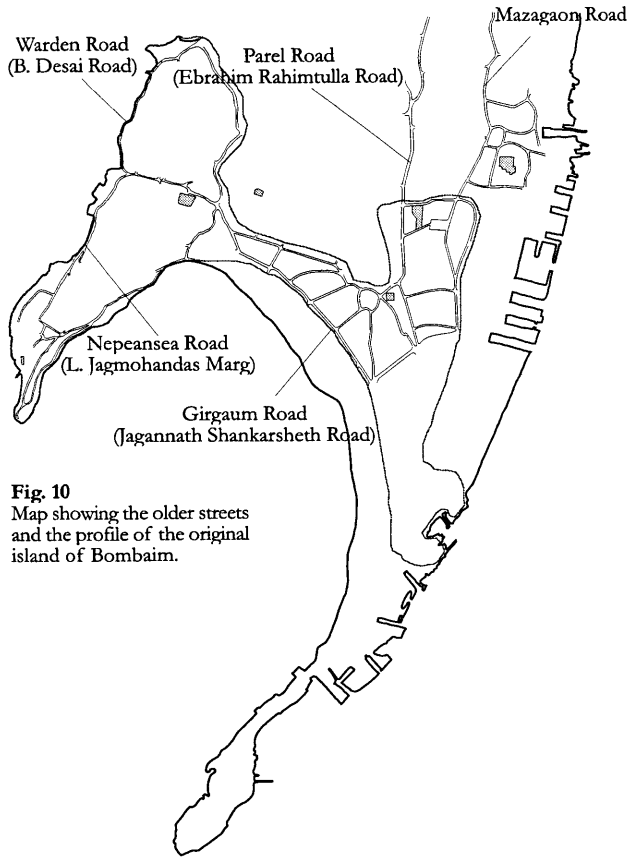 Mazagaon Road
Warden Road
(B. Desai Road)
Parel Road
(Ebrahim Rahimtulla Road)
Nepeansea Road
(L. Jagmohandas Marg)
Girgaum Road
(Jagannath Shankarsheth Road)
Fig. 10
Map showing the older streets
and the profile of the original
island of Bombaim.